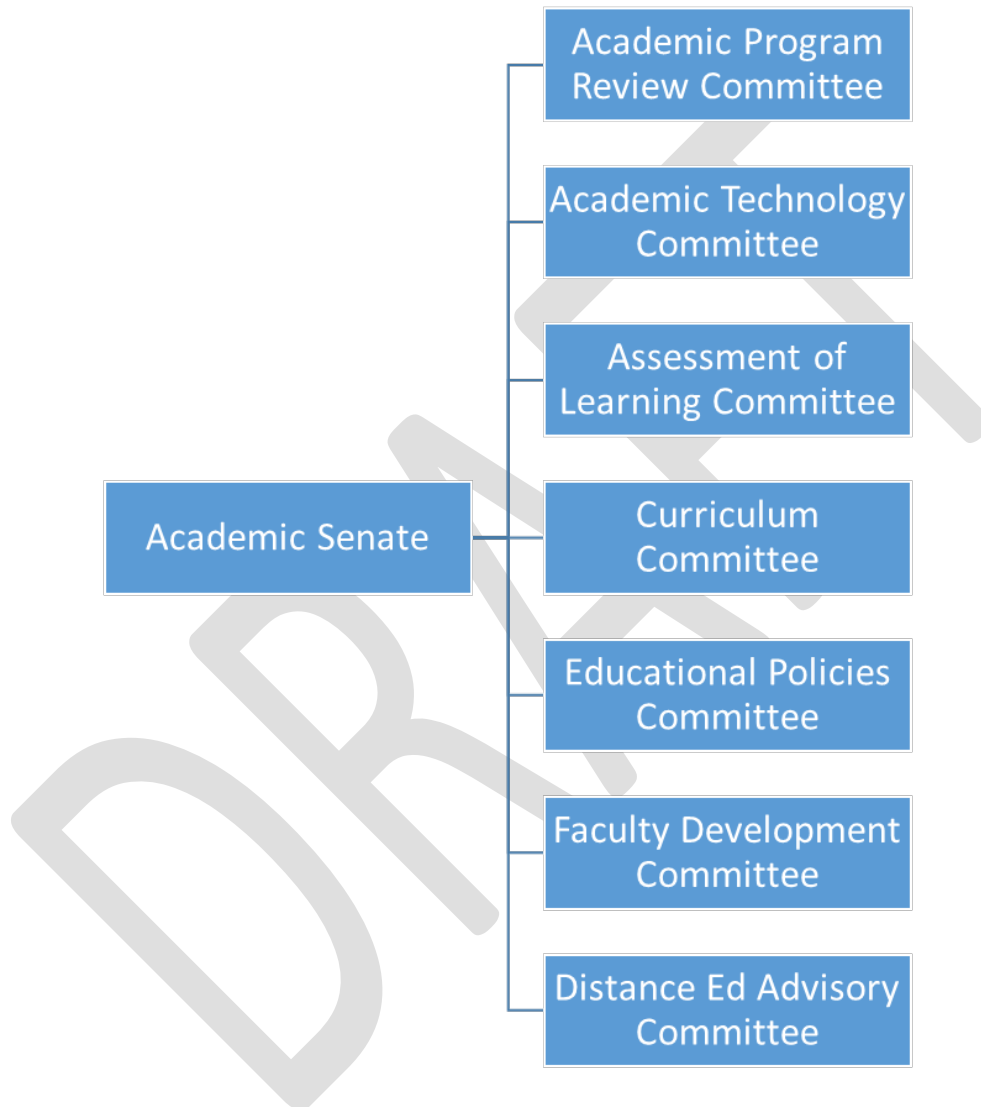 Academic Program
Review Committee
Academic Technology
Committee
Assessment of
Learning Committee
Academic Senate
Curriculum
Committee
Educational Policies
Committee
Faculty Development
Committee
Distance Ed Advisory
Committee
DRAFT